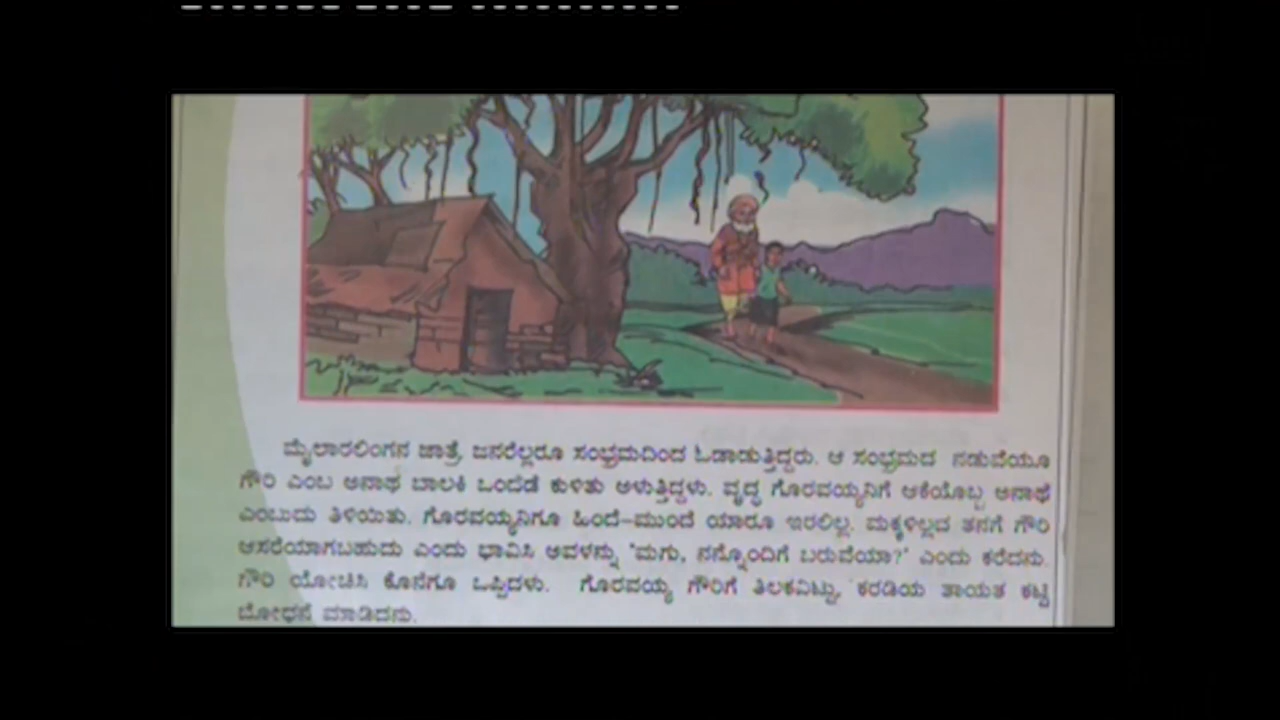 ಮೈಲಾರಲಿಂಗನ ಜಾತ್ರೆ. ಜನರೆಲ್ಲರೂ ಸಂಭ್ರಮದಿಂದ ಓಡಾಡುತ್ತಿದ್ದರು. ಆ ಸಂಭ್ರಮದ ನಡುವೆಯೂ
ಗೌರಿ ಎಂಬ ಅನಾಥ ಬಾಲಕಿ ಒಂದೆಡೆ ಕುಳಿತು ಅಳುತ್ತಿದ್ದಳು. ವೃದ್ಧ ಗೊರವಯ್ಯನಿಗೆ ಆಕೆಯೊಬ್ಬ ಅನಾಥೆ
ಎಂಬುದು ತಿಳಿಯಿತು. ಗೊರವಯ್ಯನಿಗೂ ಹಿಂದೆ-ಮುಂದೆ ಯಾರೂ ಇರಲಿಲ್ಲ. ಮಕ್ಕಳಿಲ್ಲದ ತನಗೆ ಗೌರಿ
ಆಸರೆಯಾಗಬಹುದು ಎಂದು ಭಾವಿಸಿ ಅವಳನ್ನು "ಮಗು, ನನ್ನೊಂದಿಗೆ ಬರುವೆಯಾ?" ಎಂದು ಕರೆದನು.
ಗೌರಿ ಯೋಚಿಸಿ ಕೊನೆಗೂ ಒಪ್ಪಿದಳು. ಗೊರವಯ್ಯ ಗೌರಿಗೆ ತಿಲಕವಿಟ್ಟು, ಕರಡಿಯ ತಾಯತ ಕಟ್ಟಿ
ಬೋಧನೆ ಮಾಡಿದನು.